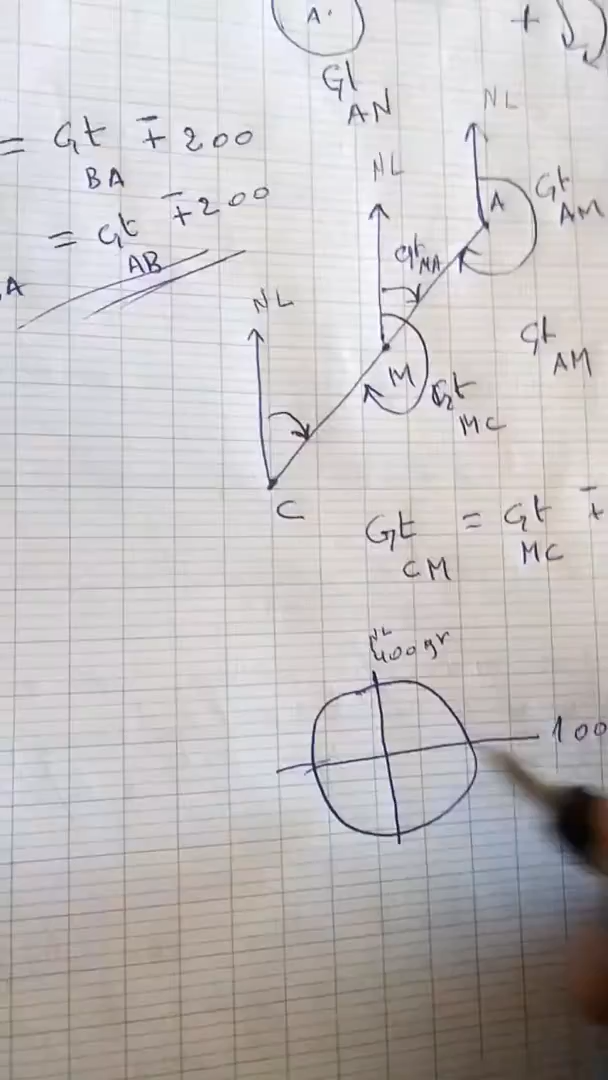 A.
+
Gt
AN
= Gt ∓ 200
BA
= Gt ∓ 200
AB
A
NL
NL
NL
A
Gt
AM
Gt MA
M
Gt
MC
Gt
AM
C
Gt = Gt ∓
CM MC
NL
400gr
100